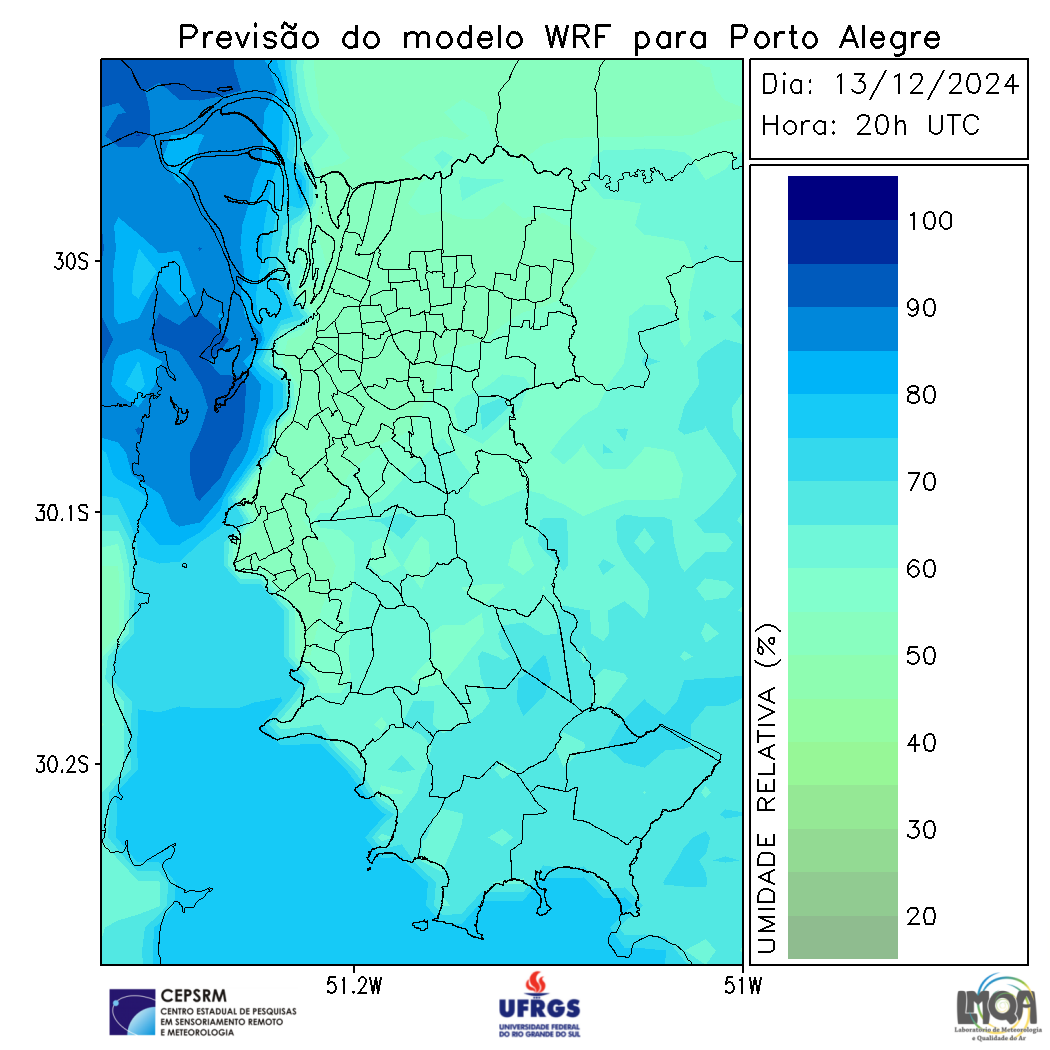 Previsão do modelo WRF para Porto Alegre
Dia: 13/12/2024
Hora: 20h UTC
100
90
80
70
60
50
40
30
20
UMIDADE RELATIVA (%)
30S
30.1S
30.2S
51.2W
51W
CEPSRM
CENTRO ESTADUAL DE PESQUISAS
EM SENSORIAMENTO REMOTO
E METEOROLOGIA
UFRGS
UNIVERSIDADE FEDERAL
DO RIO GRANDE DO SUL
LMQA
Laboratório de Meteorologia
e Qualidade do Ar